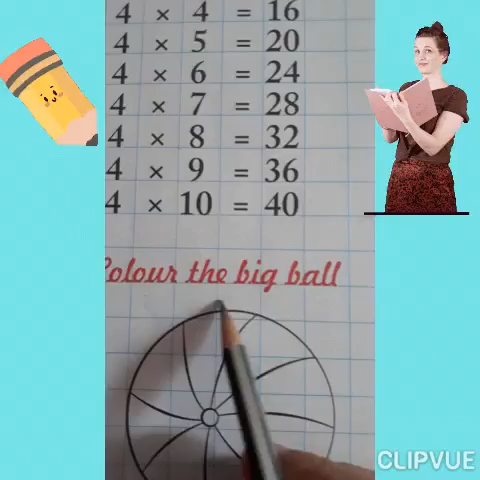 4 × 4 = 16
4 × 5 = 20
4 × 6 = 24
4 × 7 = 28
4 × 8 = 32
4 × 9 = 36
4 × 10 = 40
Colour the big ball
CLIPVUE